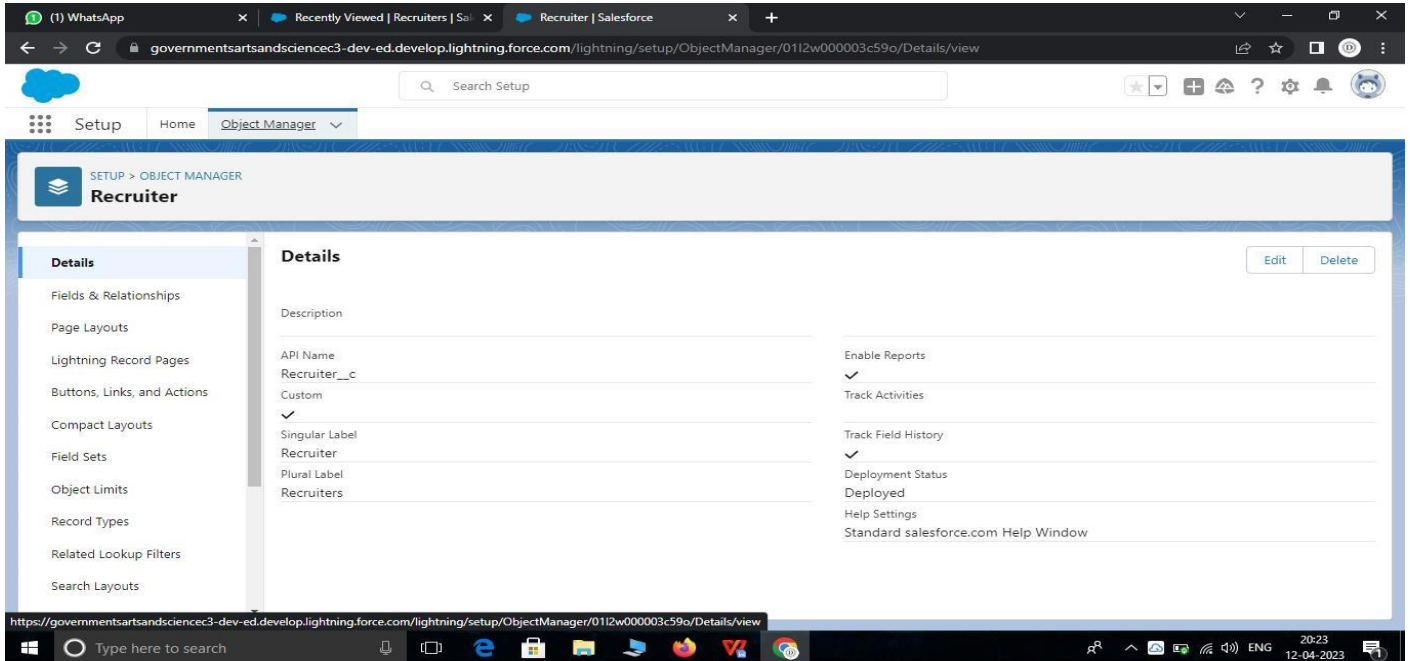 (1) WhatsApp
Recently Viewed | Recruiters | Sal
Recruiter | Salesforce
governmentsartsandsciencec3-dev-ed.develop.lightning.force.com/lightning/setup/ObjectManager/01I2w000003c59o/Details/view
Search Setup
Setup Home Object Manager
SETUP > OBJECT MANAGER
Recruiter
Details
Fields & Relationships
Page Layouts
Lightning Record Pages
Buttons, Links, and Actions
Compact Layouts
Field Sets
Object Limits
Record Types
Related Lookup Filters
Search Layouts
Details
Edit Delete
Description
API Name
Recruiter__c
Custom
Singular Label
Recruiter
Plural Label
Recruiters
Enable Reports
Track Activities
Track Field History
Deployment Status
Deployed
Help Settings
Standard salesforce.com Help Window
https://governmentsartsandsciencec3-dev-ed.develop.lightning.force.com/lightning/setup/ObjectManager/01I2w000003c59o/Details/view
Type here to search
ENG
20:23
12-04-2023